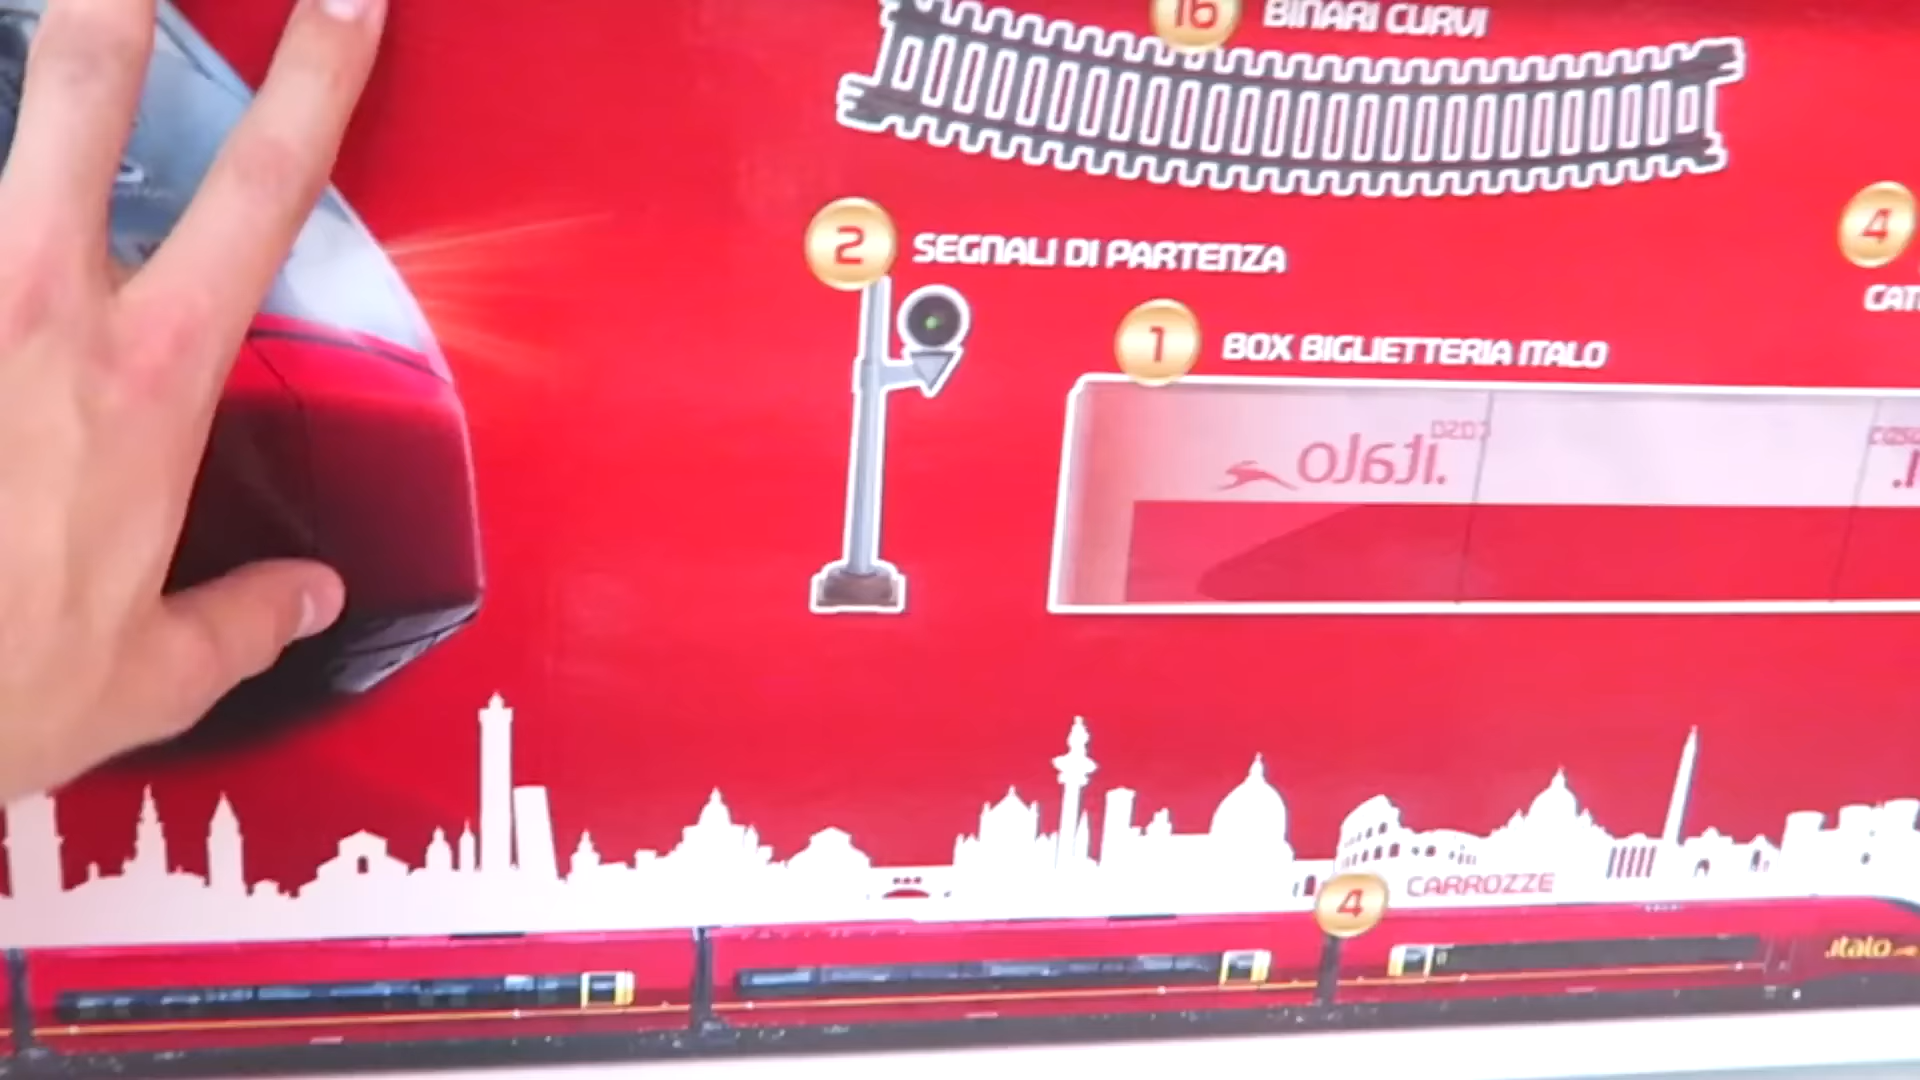 16 BINARI CURVI
2 SEGNALI DI PARTENZA
4
1 BOX BIGLIETTERIA ITALO
.italo
4 CARROZZE
.italo